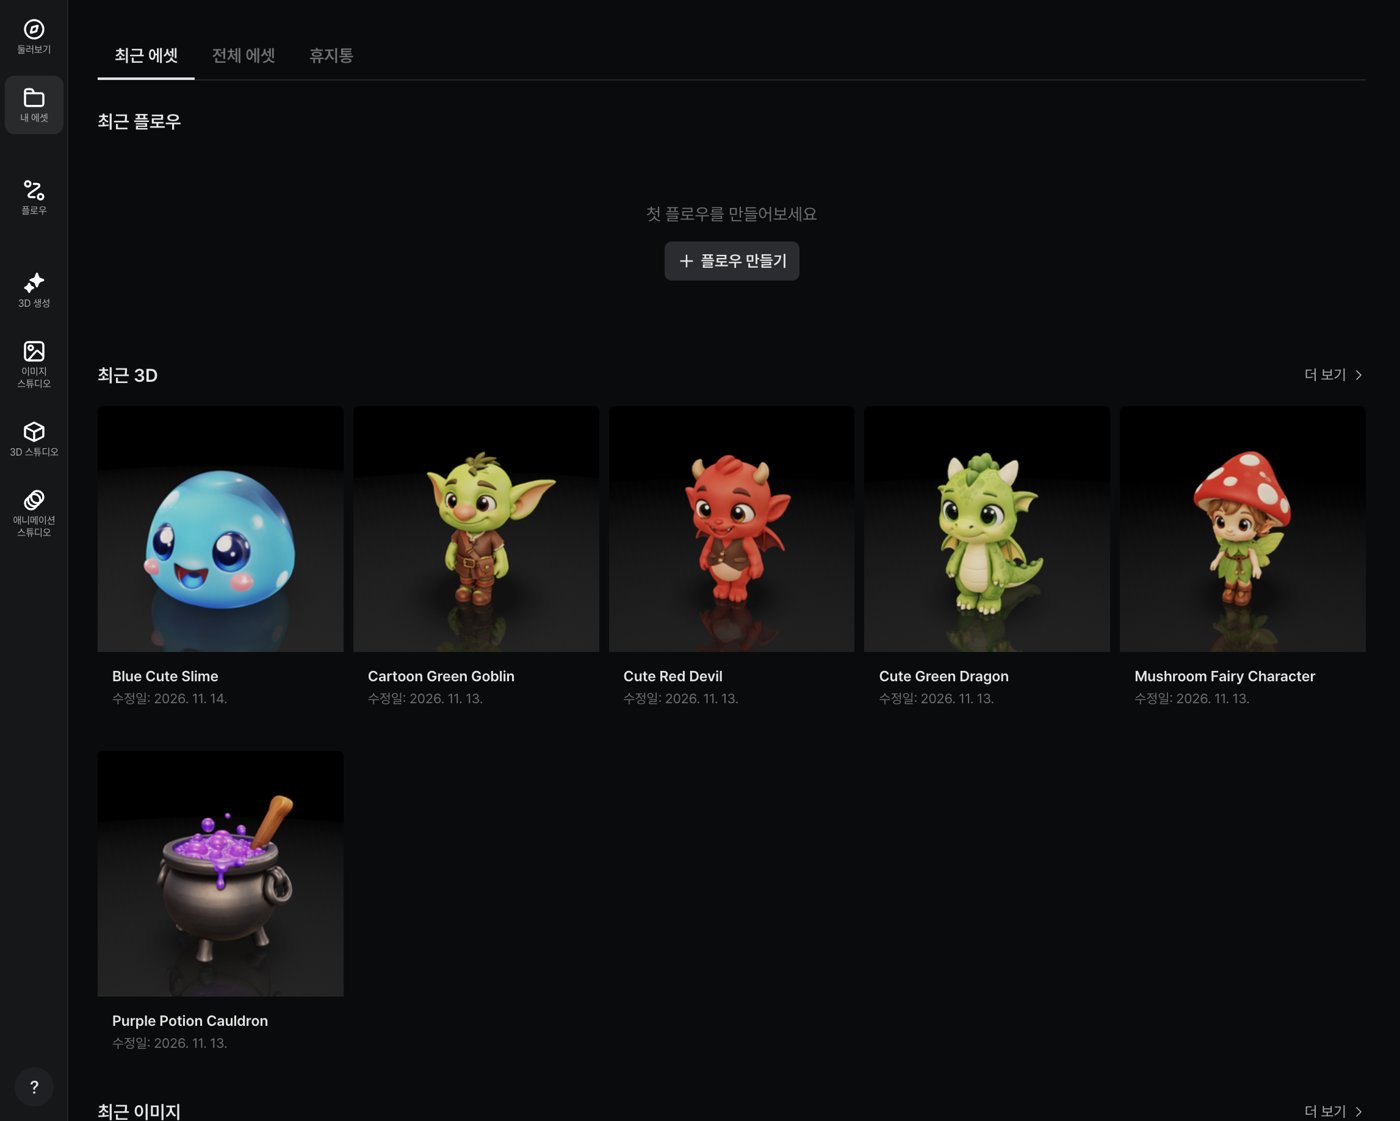 둘러보기
내 에셋
플로우
3D 생성
이미지
스튜디오
3D 스튜디오
애니메이션
스튜디오
?
최근 에셋
전체 에셋
휴지통
최근 플로우
첫 플로우를 만들어보세요
플로우 만들기
최근 3D
더 보기
Blue Cute Slime
수정일: 2026. 11. 14.
Cartoon Green Goblin
수정일: 2026. 11. 13.
Cute Red Devil
수정일: 2026. 11. 13.
Cute Green Dragon
수정일: 2026. 11. 13.
Mushroom Fairy Character
수정일: 2026. 11. 13.
Purple Potion Cauldron
수정일: 2026. 11. 13.
최근 이미지
더 보기